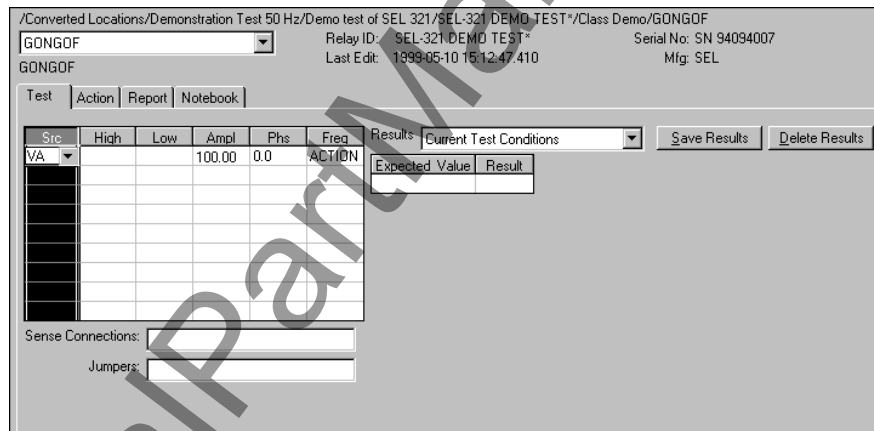 /Converted Locations/Demonstration Test 50 Hz/Demo test of SEL 321/SEL-321 DEMO TEST*/Class Demo/GONGOF
GONGOF Relay ID: SEL-321 DEMO TEST* Serial No: SN 94094007
GONGOF Last Edit: 1999-05-10 15:12:47.410 Mfg: SEL
Test Action Report Notebook
Src High Low Ampl Phs Freq Results Current Test Conditions Save Results Delete Results
VA 100.00 0.0 ACTION Expected Value Result
Sense Connections:
Jumpers: